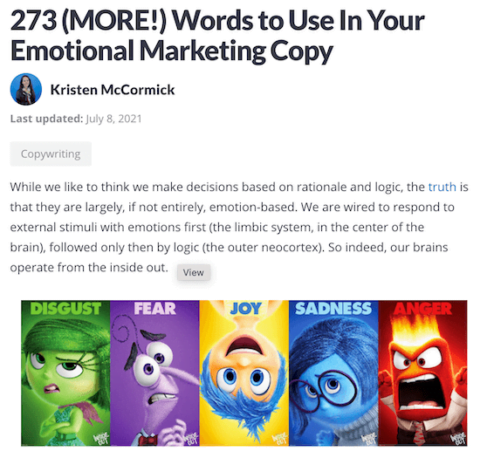 273 (MORE!) Words to Use In Your
Emotional Marketing Copy
Kristen McCormick
Last updated: July 8, 2021
Copywriting
While we like to think we make decisions based on rationale and logic, the truth is
that they are largely, if not entirely, emotion-based. We are wired to respond to
external stimuli with emotions first (the limbic system, in the center of the
brain), followed only then by logic (the outer neocortex). So indeed, our brains
operate from the inside out.
View
DISGUST FEAR JOY SADNESS ANGER